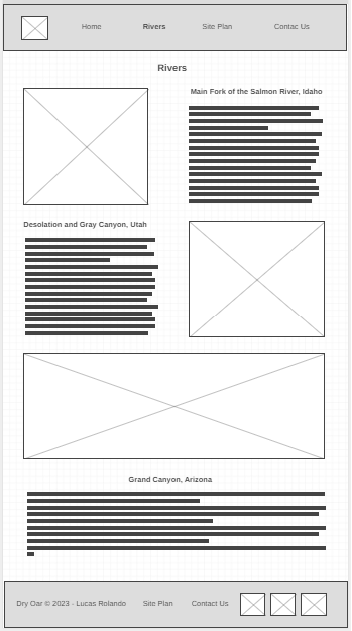 Home Rivers Site Plan Contac Us
Rivers
Main Fork of the Salmon River, Idaho
Desolation and Gray Canyon, Utah
Grand Canyoin, Arizona
Dry Oar © 2023 - Lucas Rolando Site Plan Contact Us